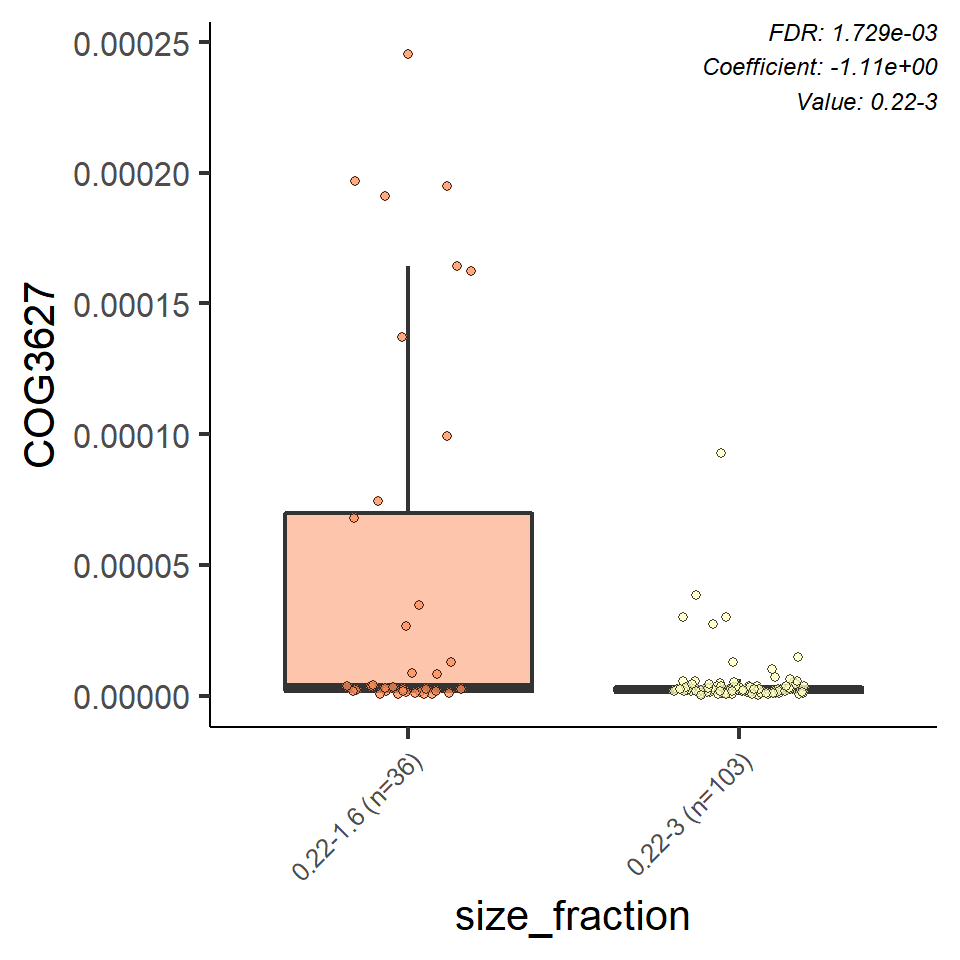 FDR: 1.729e-03
Coefficient: -1.11e+00
Value: 0.22-3
COG3627
0.00025
0.00020
0.00015
0.00010
0.00005
0.00000
0.22-1.6 (n=36)
0.22-3 (n=103)
size_fraction